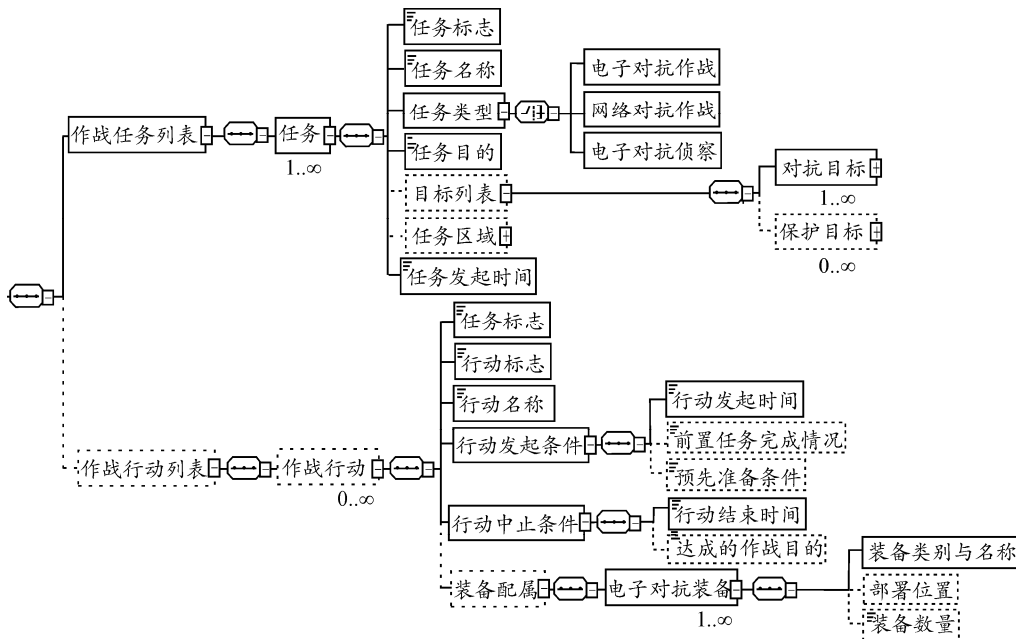 任务标志
任务名称
任务类型
电子对抗作战
网络对抗作战
电子对抗侦察
作战任务列表
任务
1..∞
任务目的
目标列表
对抗目标
1..∞
保护目标
0..∞
任务区域
任务发起时间
任务标志
行动标志
行动名称
行动发起条件
行动发起时间
前置任务完成情况
预先准备条件
作战行动列表
作战行动
0..∞
行动中止条件
行动结束时间
达成的作战目的
装备配属
电子对抗装备
1..∞
装备类别与名称
部署位置
装备数量